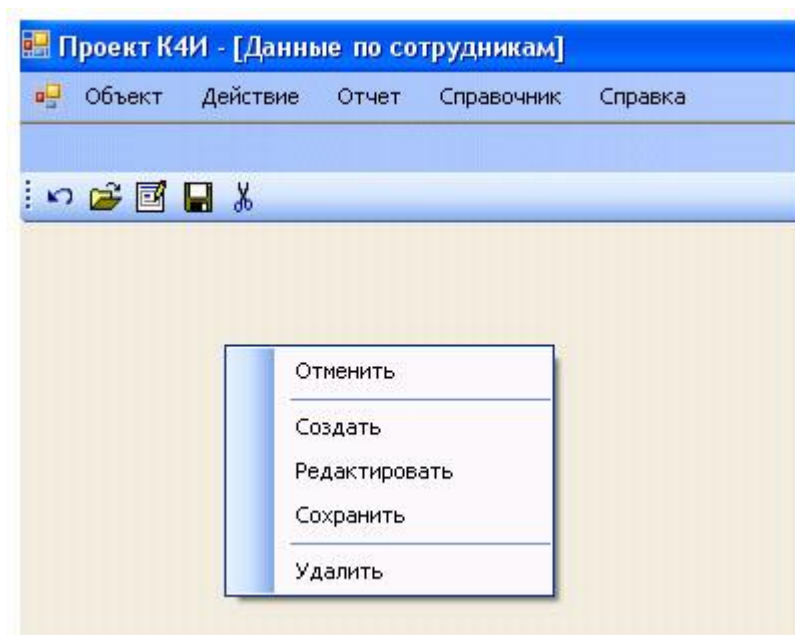 Проект К4И - [Данные по сотрудникам]
Объект Действие Отчет Справочник Справка
Отменить
Создать
Редактировать
Сохранить
Удалить